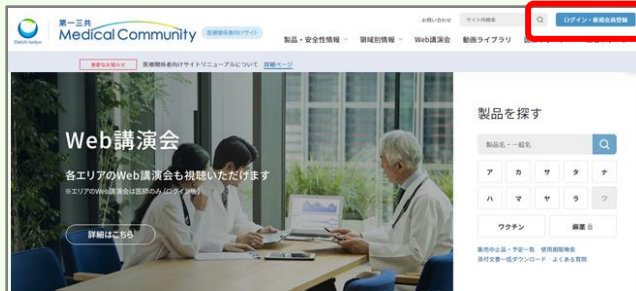 第一三共
Medical Community
医療関係者向けサイト
Daiichi-Sankyo
お問い合わせ
サイト内検索
ログイン・新規会員登録
製品・安全性情報
領域別情報
Web講演会
動画ライブラリ
重要なお知らせ
医療関係者向けサイトリニューアルについて
詳細ページ
Web講演会
各エリアのWeb講演会も視聴いただけます
※エリアのWeb講演会は医師のみ
詳細はこちら
製品を探す
製品名・一般名
ア カ サ タ ナ
ハ マ ヤ ラ ワ
ワクチン
麻薬
販売中止品・予定一覧 使用期限検索
添付文書一括ダウンロード よくある質問